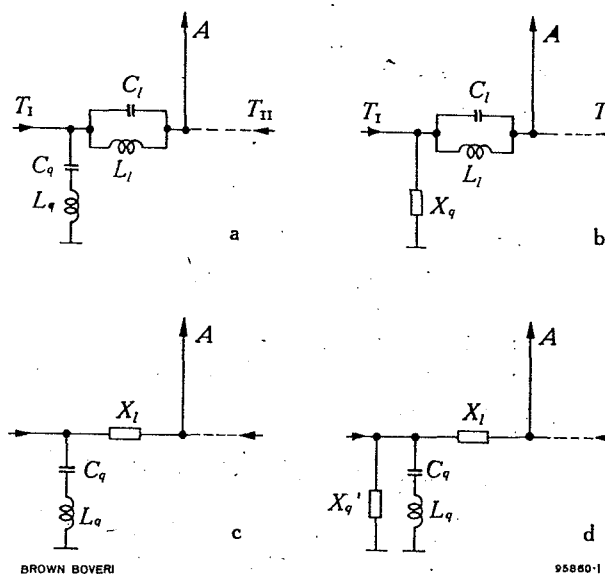 A A
C_l C_l
T_I T_II T_I T
C_q L_l L_l
L_q X_q
a b
A A
X_l X_l
C_q C_q
L_q X_q' L_q
c d
BROWN BOVERI 95860·I